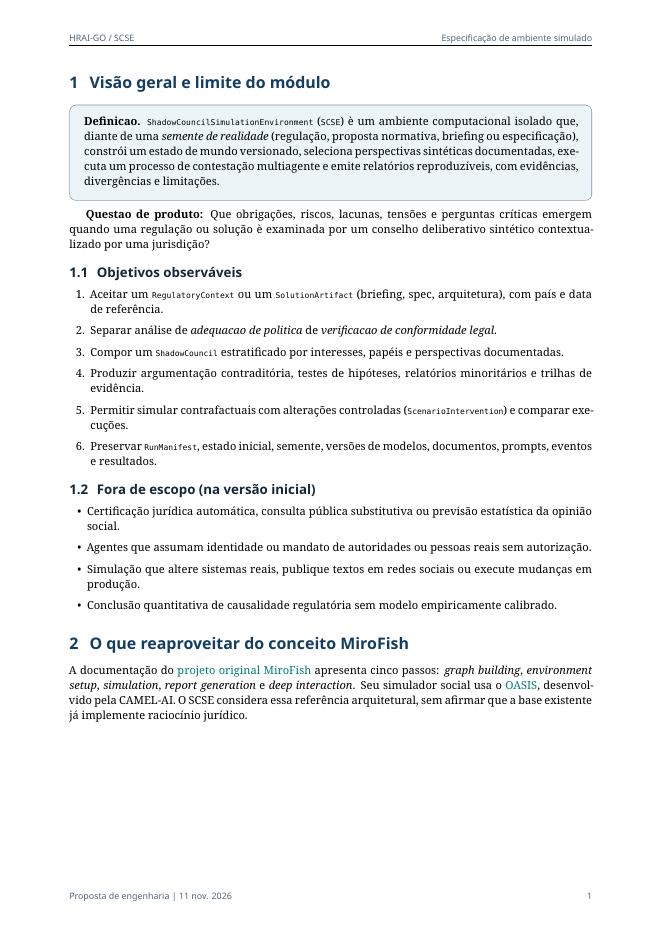 HRAI-GO / SCSE Especificação de ambiente simulado
1 Visão geral e limite do módulo
Definicao. ShadowCouncilSimulationEnvironment (SCSE) è um ambiente computacional isolado que,
diante de uma semente de realidade (regulação, proposta normativa, briefing ou especificação),
constrói um estado de mundo versionado, seleciona perspectivas sintéticas documentadas, exe-
cuta um processo de contestação multiagente e emite relatórios reproduzíveis, com evidências,
divergências e limitações.
Questao de produto: Que obrigações, riscos, lacunas, tensões e perguntas críticas emergem
quando uma regulação ou solução è examinada por um conselho deliberativo sintético contextua-
lizado por uma jurisdição?
1.1 Objetivos observáveis
1. Aceitar um RegulatoryContext ou um SolutionArtifact (briefing, spec, arquitetura), com país e data
de referência.
2. Separar análise de adequacao de politica de verificacao de conformidade legal.
3. Compor um ShadowCouncil estratificado por interesses, papéis e perspectivas documentadas.
4. Produzir argumentação contraditória, testes de hipóteses, relatórios minoritários e trilhas de
evidência.
5. Permitir simular contrafactuais com alterações controladas (ScenarioIntervention) e comparar exe-
cuções.
6. Preservar RunManifest, estado inicial, semente, versões de modelos, documentos, prompts, eventos
e resultados.
1.2 Fora de escopo (na versão inicial)
• Certificação jurídica automática, consulta pública substitutiva ou previsão estatística da opinião
social.
• Agentes que assumam identidade ou mandato de autoridades ou pessoas reais sem autorização.
• Simulação que altere sistemas reais, publique textos em redes sociais ou execute mudanças em
produção.
• Conclusão quantitativa de causalidade regulatória sem modelo empiricamente calibrado.
2 O que reaproveitar do conceito MiroFish
A documentação do projeto original MiroFish apresenta cinco passos: graph building, environment
setup, simulation, report generation e deep interaction. Seu simulador social usa o OASIS, desenvol-
vido pela CAMEL-AI. O SCSE considera essa referência arquitetural, sem afirmar que a base existente
já implemente raciocínio jurídico.
Proposta de engenharia | 11 nov. 2026 1